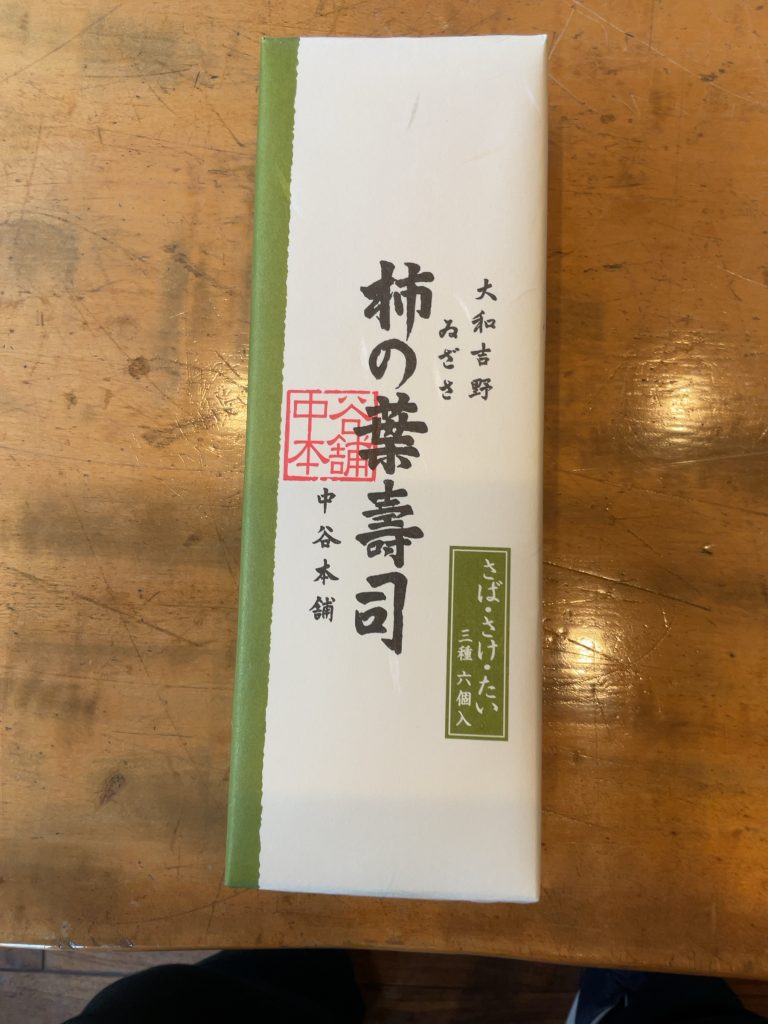 大和吉野
ゐざさ
柿の葉壽司
谷舗
中本
中谷本舗
さば・さけ・たい
三種 六個入